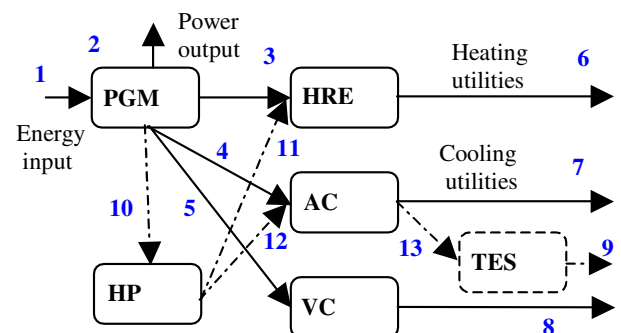 Power
output
2
3
Heating
utilities
6
1
PGM
HRE
Energy
input
4
11
Cooling
utilities
7
10
5
AC
12
13
TES
9
HP
VC
8